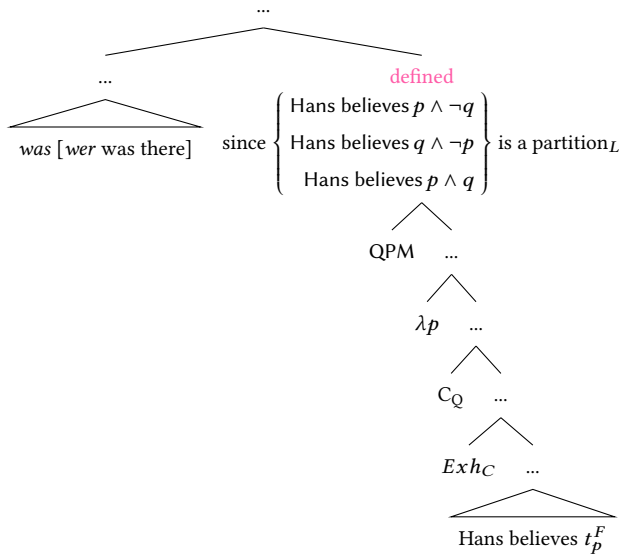 ...
... defined
was [wer was there] since { Hans believes p ∧ ¬q
Hans believes q ∧ ¬p
Hans believes p ∧ q } is a partition_L
QPM ...
λp ...
C_Q ...
Exh_C ...
Hans believes t_p^F